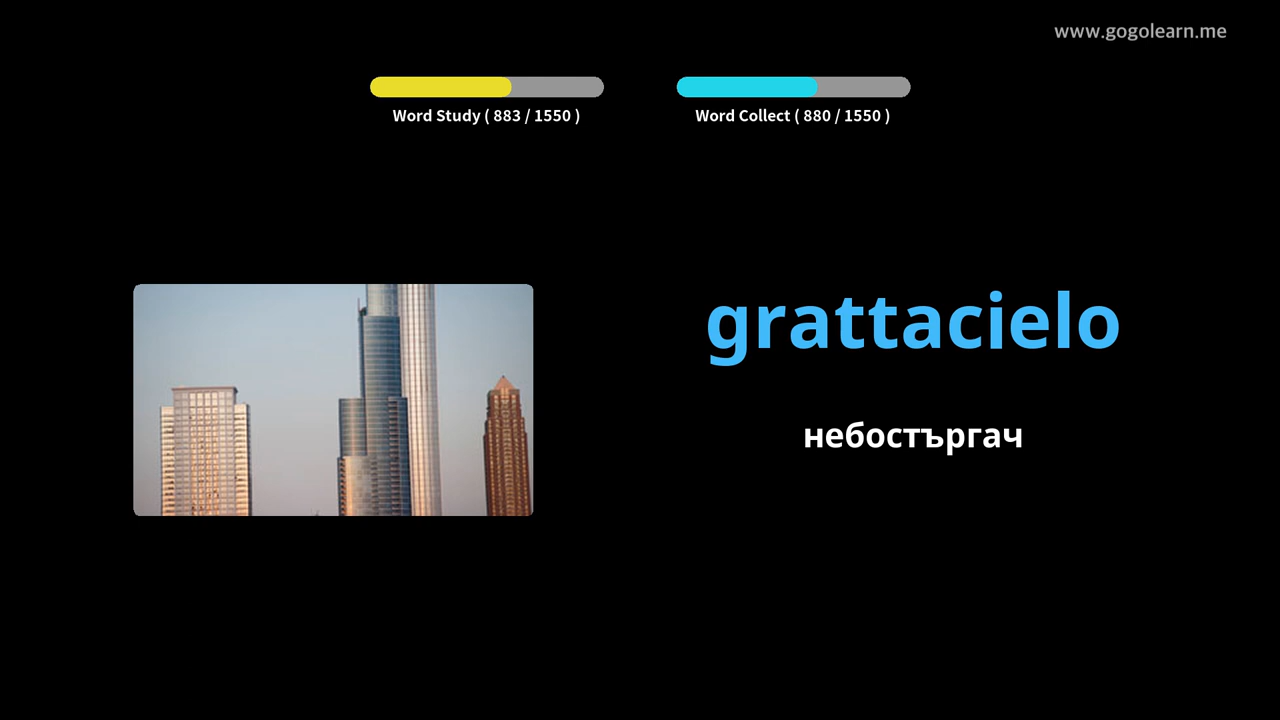 www.gogolearn.me
Word Study ( 883 / 1550 )
Word Collect ( 880 / 1550 )
grattacielo
небостъргач